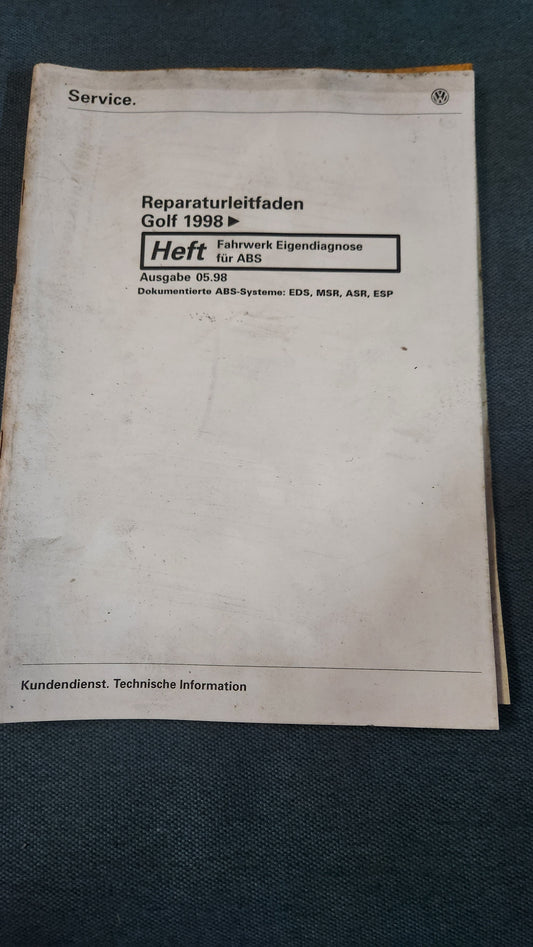 Service.
Reparaturleitfaden
Golf 1998 ►
Heft Fahrwerk Eigendiagnose
für ABS
Ausgabe 05.98
Dokumentierte ABS-Systeme: EDS, MSR, ASR, ESP
Kundendienst. Technische Information